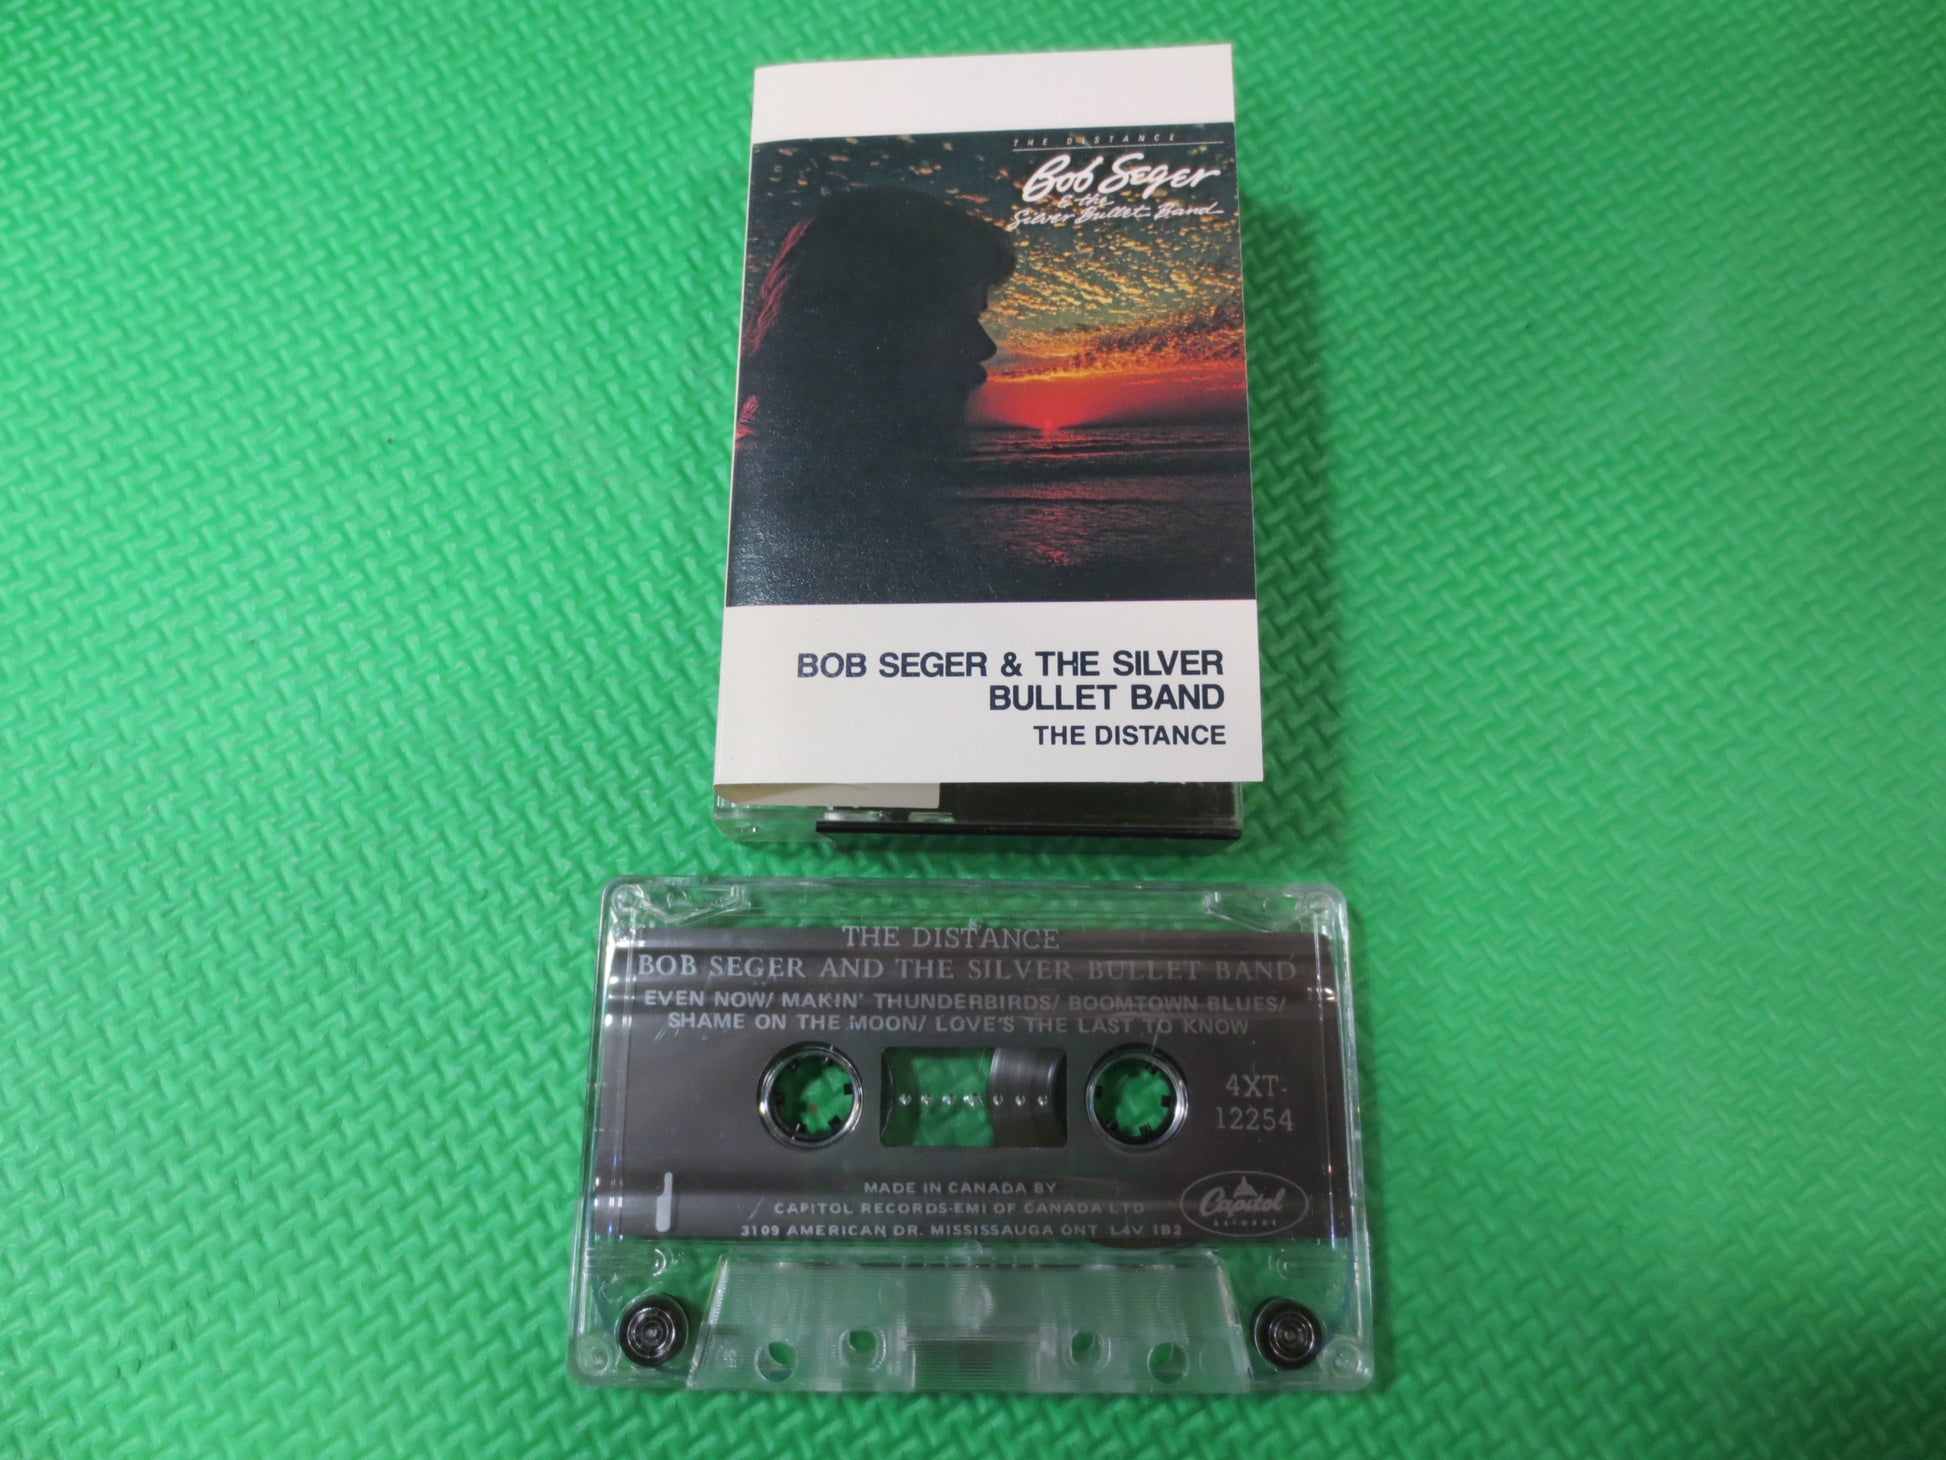 THE DISTANCE
Bob Seger
& the
Silver Bullet Band
BOB SEGER & THE SILVER
BULLET BAND
THE DISTANCE
THE DISTANCE
BOB SEGER AND THE SILVER BULLET BAND
EVEN NOW/ MAKIN' THUNDERBIRDS/ BOOMTOWN BLUES/
SHAME ON THE MOON/ LOVE'S THE LAST TO KNOW
4XT-
12254
1
MADE IN CANADA BY
CAPITOL RECORDS-EMI OF CANADA LTD
3109 AMERICAN DR. MISSISSAUGA ONT L4V 1B2
Capitol
RECORDS